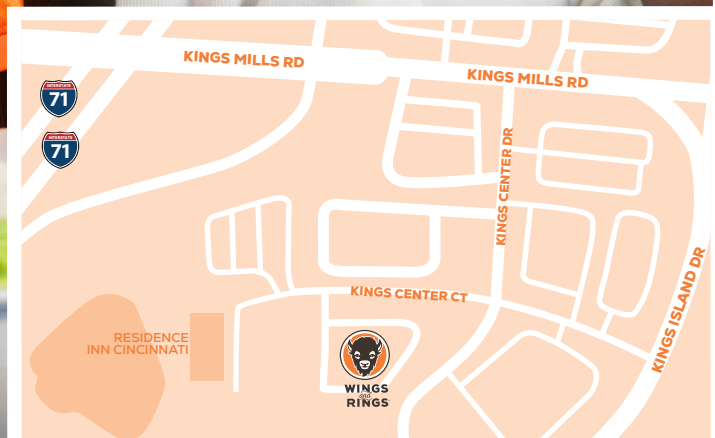 KINGS MILLS RD
KINGS MILLS RD
INTERSTATE
71
INTERSTATE
71
KINGS CENTER DR
KINGS ISLAND DR
KINGS CENTER CT
RESIDENCE
INN CINCINNATI
WINGS
and
RINGS